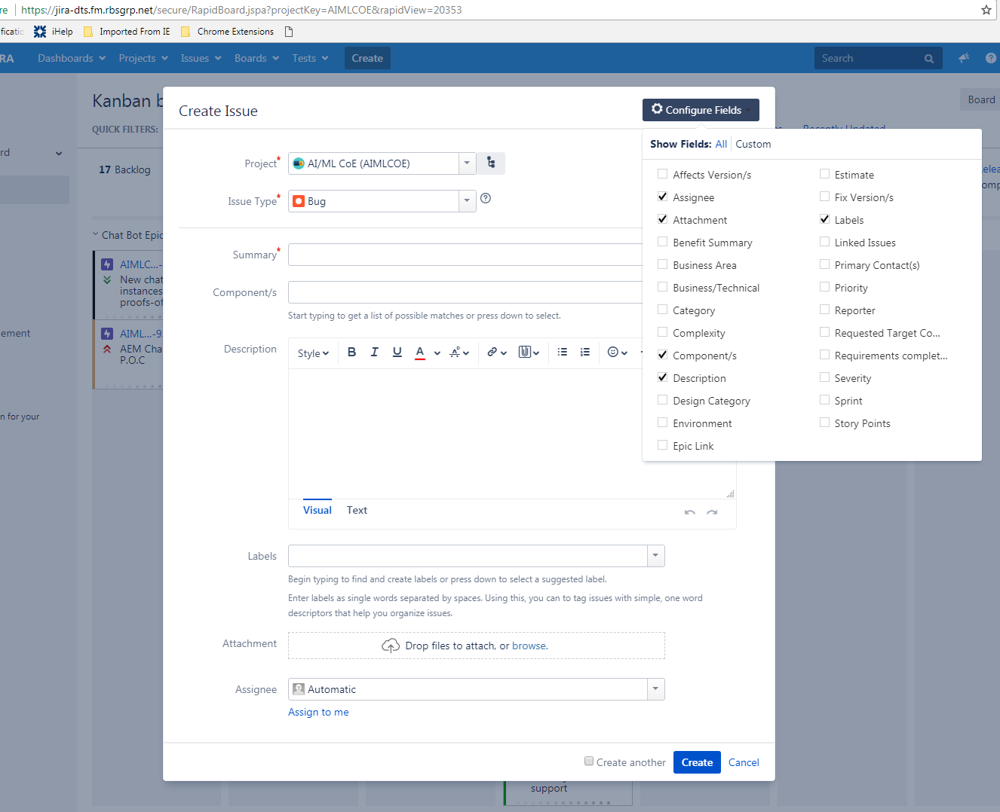 re https://jira-dts.fm.rbsgrp.net/secure/RapidBoard.jspa?projectKey=AIMLCOE&rapidView=20353
ficatic iHelp Imported From IE Chrome Extensions
RA Dashboards Projects Issues Boards Tests Create Search
Kanban b
Board
QUICK FILTERS:
Recently Updated
rd
17 Backlog
Chat Bot Epic
AIMLC...-
New chat
instances
proofs-of
AIML...-9
AEM Cha
P.O.C
ement
n for your
Create Issue
Configure Fields
Project*
AI/ML CoE (AIMLCOE)
Issue Type*
Bug
Summary*
Component/s
Start typing to get a list of possible matches or press down to select.
Description
Style B I U A
Visual Text
Labels
Begin typing to find and create labels or press down to select a suggested label.
Enter labels as single words separated by spaces. Using this, you can to tag issues with simple, one word
descriptors that help you organize issues.
Attachment
Drop files to attach, or browse.
Assignee
Automatic
Assign to me
Create another Create Cancel
support
Show Fields: All Custom
Affects Version/s
Assignee
Attachment
Benefit Summary
Business Area
Business/Technical
Category
Complexity
Component/s
Description
Design Category
Environment
Epic Link
Estimate
Fix Version/s
Labels
Linked Issues
Primary Contact(s)
Priority
Reporter
Requested Target Co...
Requirements complet...
Severity
Sprint
Story Points
elea
omp